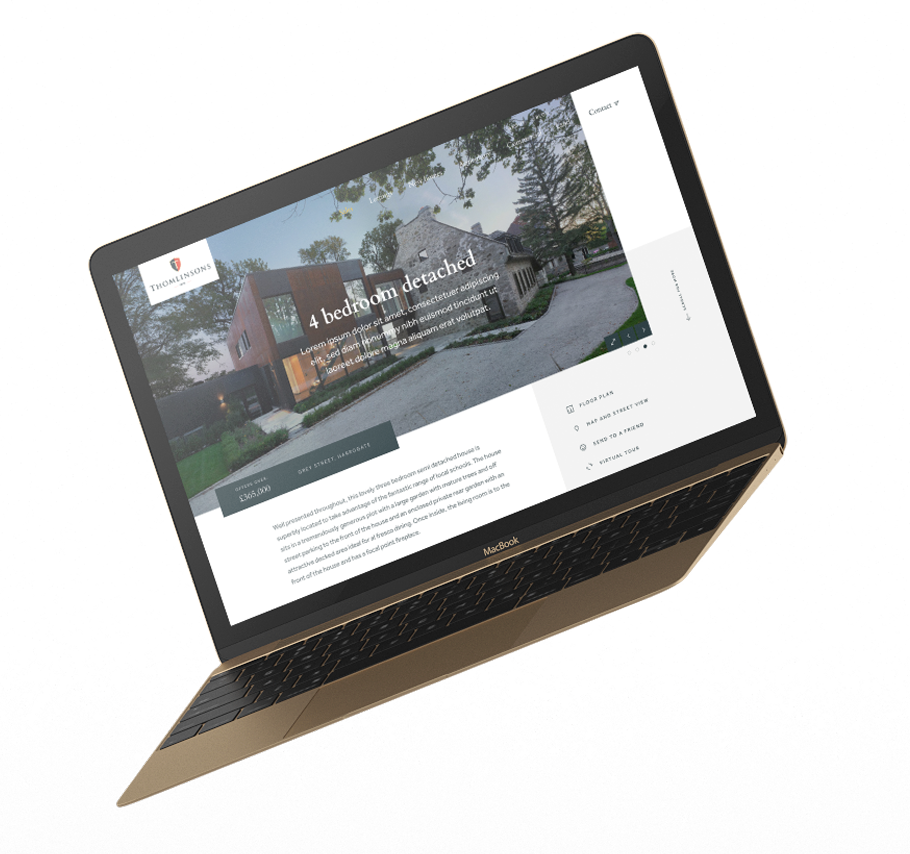 Contact
THOMLINSONS
4 bedroom detached
Lorem ipsum dolor sit amet, consectetuer adipiscing
elit, sed diam nonummy nibh euismod tincidunt ut
laoreet dolore magna aliquam erat volutpat.
OFFERS OVER
£365,000
GREY STREET, HARROGATE
SCROLL FOR MORE
FLOOR PLAN
MAP AND STREET VIEW
SEND TO A FRIEND
VIRTUAL TOUR
Well presented throughout, this lovely three bedroom semi detached house is
superbly located to take advantage of the fantastic range of local schools. The house
sits in a tremendously generous plot with a large garden with mature trees and off
street parking to the front of the house and an enclosed private rear garden with an
attractive decked area ideal for al fresco dining. Once inside, the living room is to the
front of the house and has a focal point fireplace.
MacBook